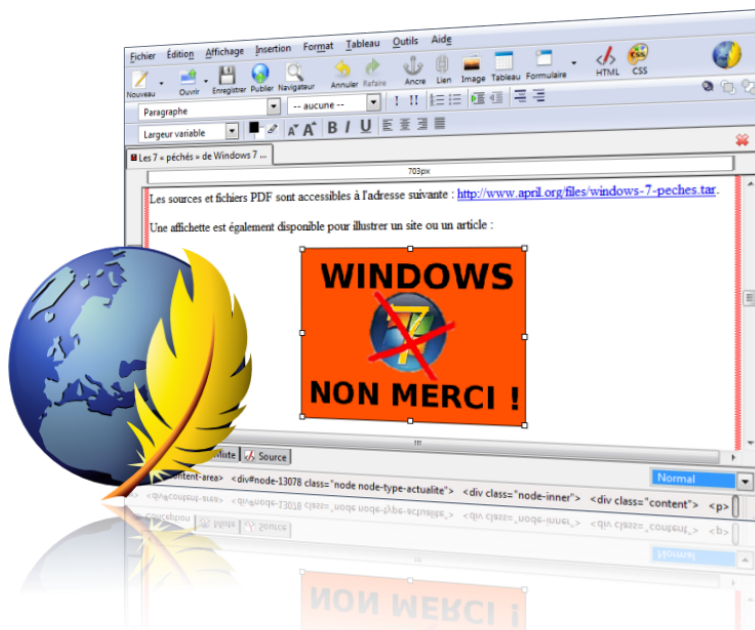 Fichier Édition Affichage Insertion Format Tableau Outils Aide
Nouveau Ouvrir Enregistrer Publier Navigateur Annuler Refaire Ancre Lien Image Tableau Formulaire HTML CSS
Paragraphe -- aucune -- ! !!
Largeur variable A A B I U
Les 7 « péchés » de Windows 7 ...
703px
Les sources et fichiers PDF sont accessibles à l'adresse suivante : http://www.april.org/files/windows-7-peches.tar.
Une affichette est également disponible pour illustrer un site ou un article :
WINDOWS
7
NON MERCI !
Source
Normal
<div#node-13078 class="node node-type-actualite"> <div class="node-inner"> <div class="content"> <p>